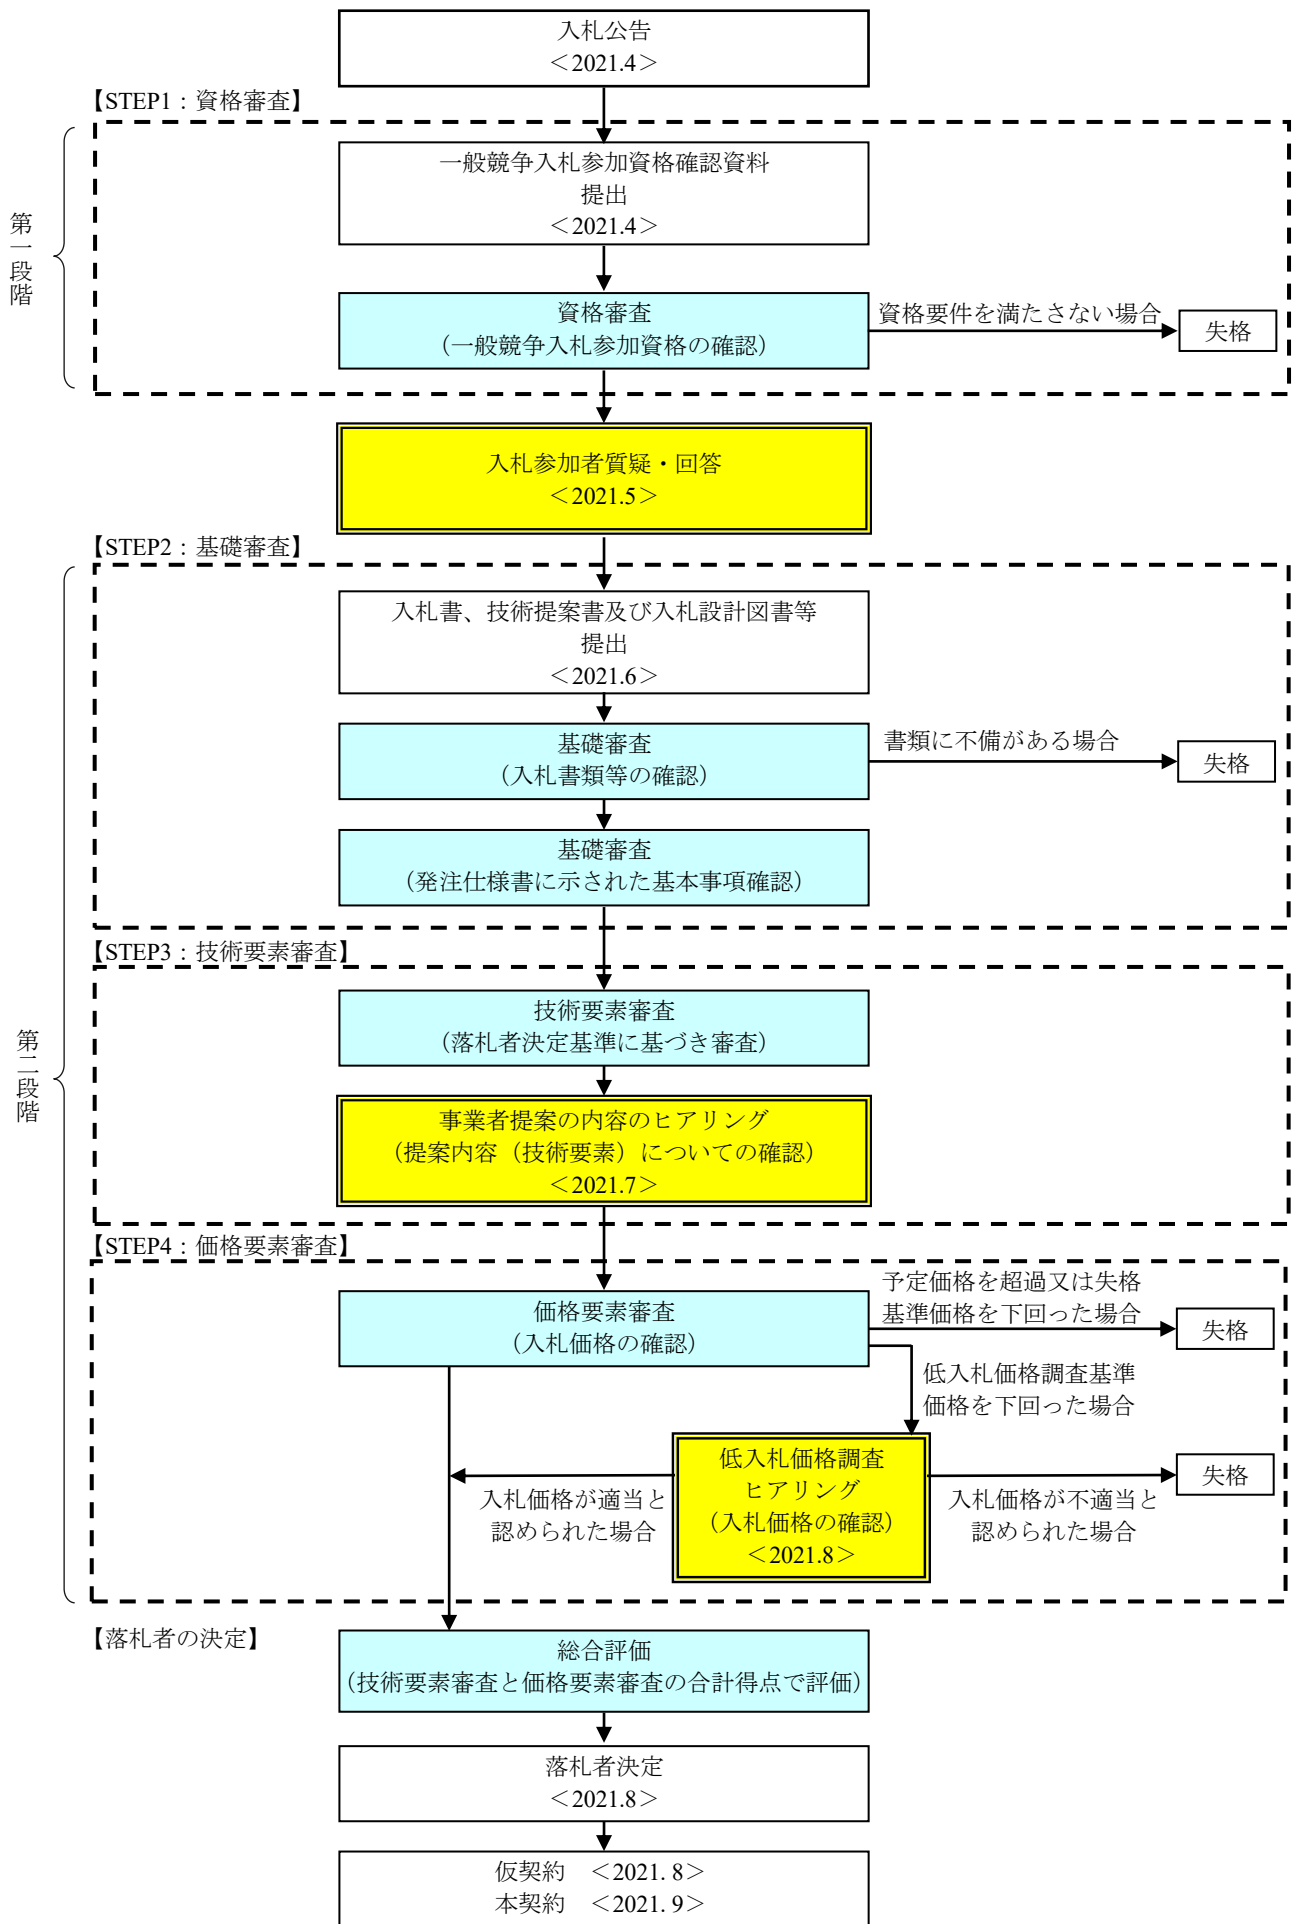 入札公告
＜2021.4＞
【STEP1：資格審査】
第一段階
一般競争入札参加資格確認資料
提出
＜2021.4＞
資格審査
（一般競争入札参加資格の確認）
資格要件を満たさない場合
失格
入札参加者質疑・回答
＜2021.5＞
【STEP2：基礎審査】
第二段階
入札書、技術提案書及び入札設計図書等
提出
＜2021.6＞
基礎審査
（入札書類等の確認）
書類に不備がある場合
失格
基礎審査
（発注仕様書に示された基本事項確認）
【STEP3：技術要素審査】
技術要素審査
（落札者決定基準に基づき審査）
事業者提案の内容のヒアリング
（提案内容（技術要素）についての確認）
＜2021.7＞
【STEP4：価格要素審査】
価格要素審査
（入札価格の確認）
予定価格を超過又は失格
基準価格を下回った場合
失格
低入札価格調査基準
価格を下回った場合
低入札価格調査
ヒアリング
（入札価格の確認）
＜2021.8＞
入札価格が適当と
認められた場合
入札価格が不適当と
認められた場合
失格
【落札者の決定】
総合評価
（技術要素審査と価格要素審査の合計得点で評価）
落札者決定
＜2021.8＞
仮契約　＜2021. 8＞
本契約　＜2021. 9＞